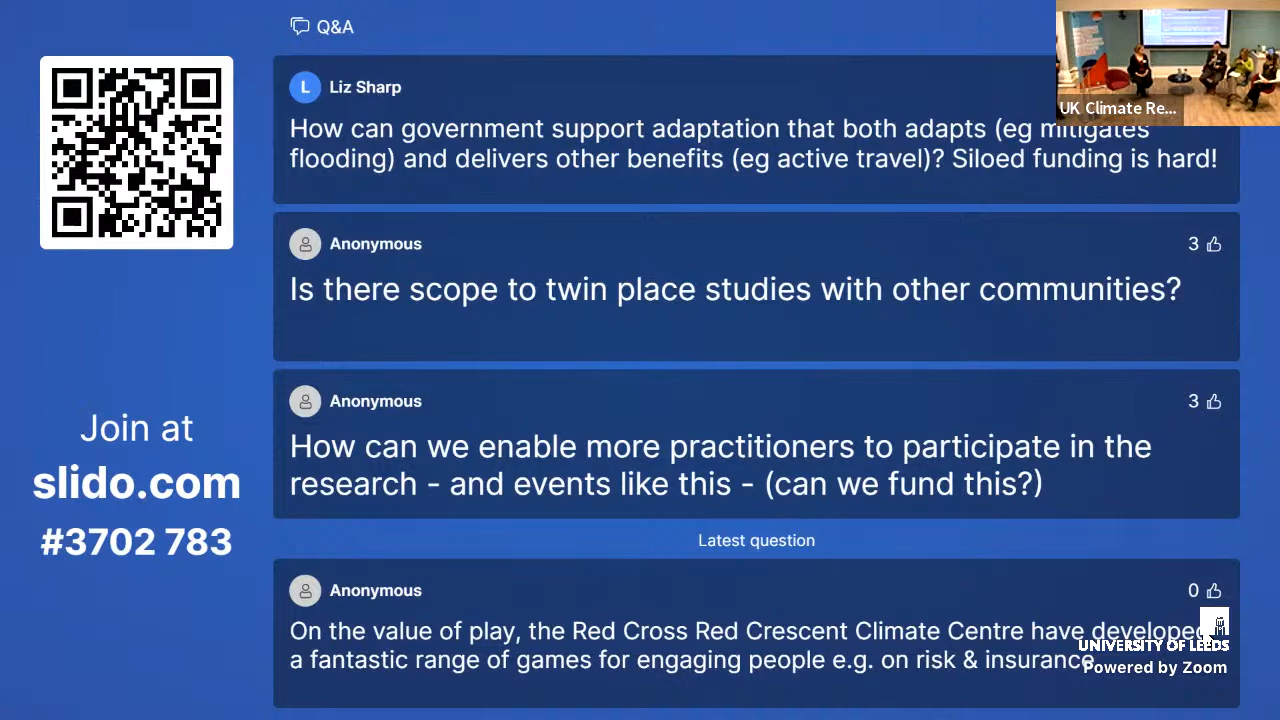 Q&A
L Liz Sharp
How can government support adaptation that both adapts (eg mitigates
flooding) and delivers other benefits (eg active travel)? Siloed funding is hard!
Anonymous
3
Is there scope to twin place studies with other communities?
Anonymous
3
How can we enable more practitioners to participate in the
research - and events like this - (can we fund this?)
Latest question
Anonymous
0
On the value of play, the Red Cross Red Crescent Climate Centre have developed
a fantastic range of games for engaging people e.g. on risk & insurance
Join at
slido.com
#3702 783
UK Climate Re...
UNIVERSITY OF LEEDS
Powered by Zoom